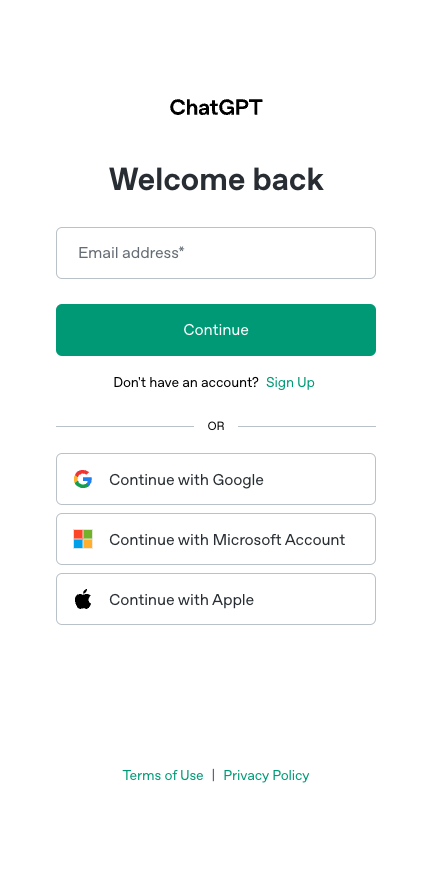 ChatGPT
Welcome back
Email address*
Continue
Don't have an account? Sign Up
OR
Continue with Google
Continue with Microsoft Account
Continue with Apple
Terms of Use | Privacy Policy